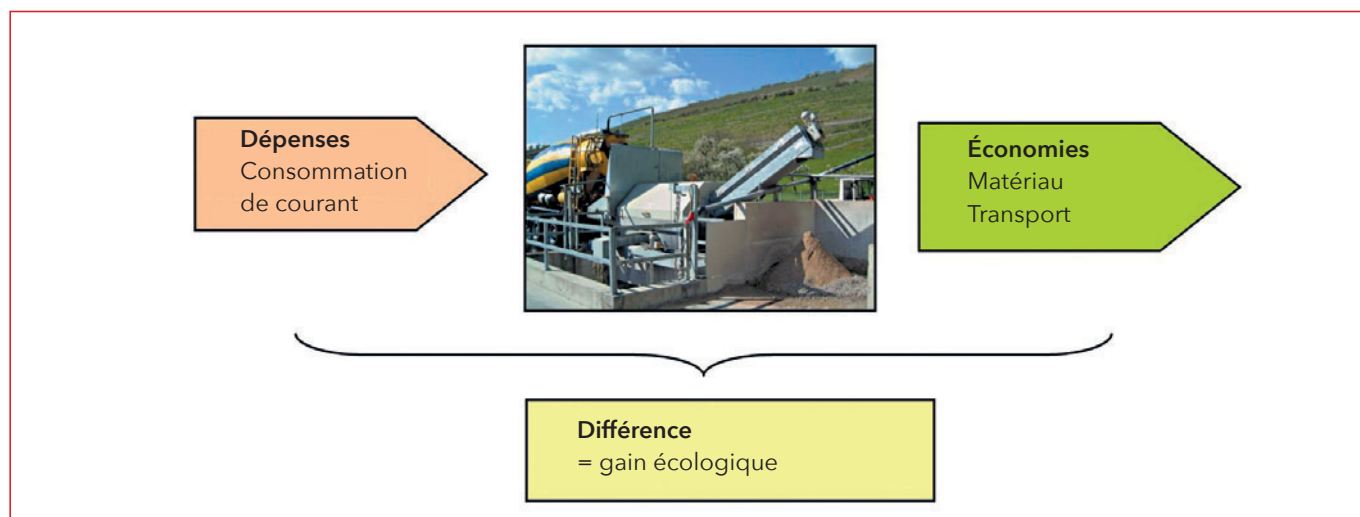 Dépenses
Consommation
de courant
Économies
Matériau
Transport
Différence
= gain écologique